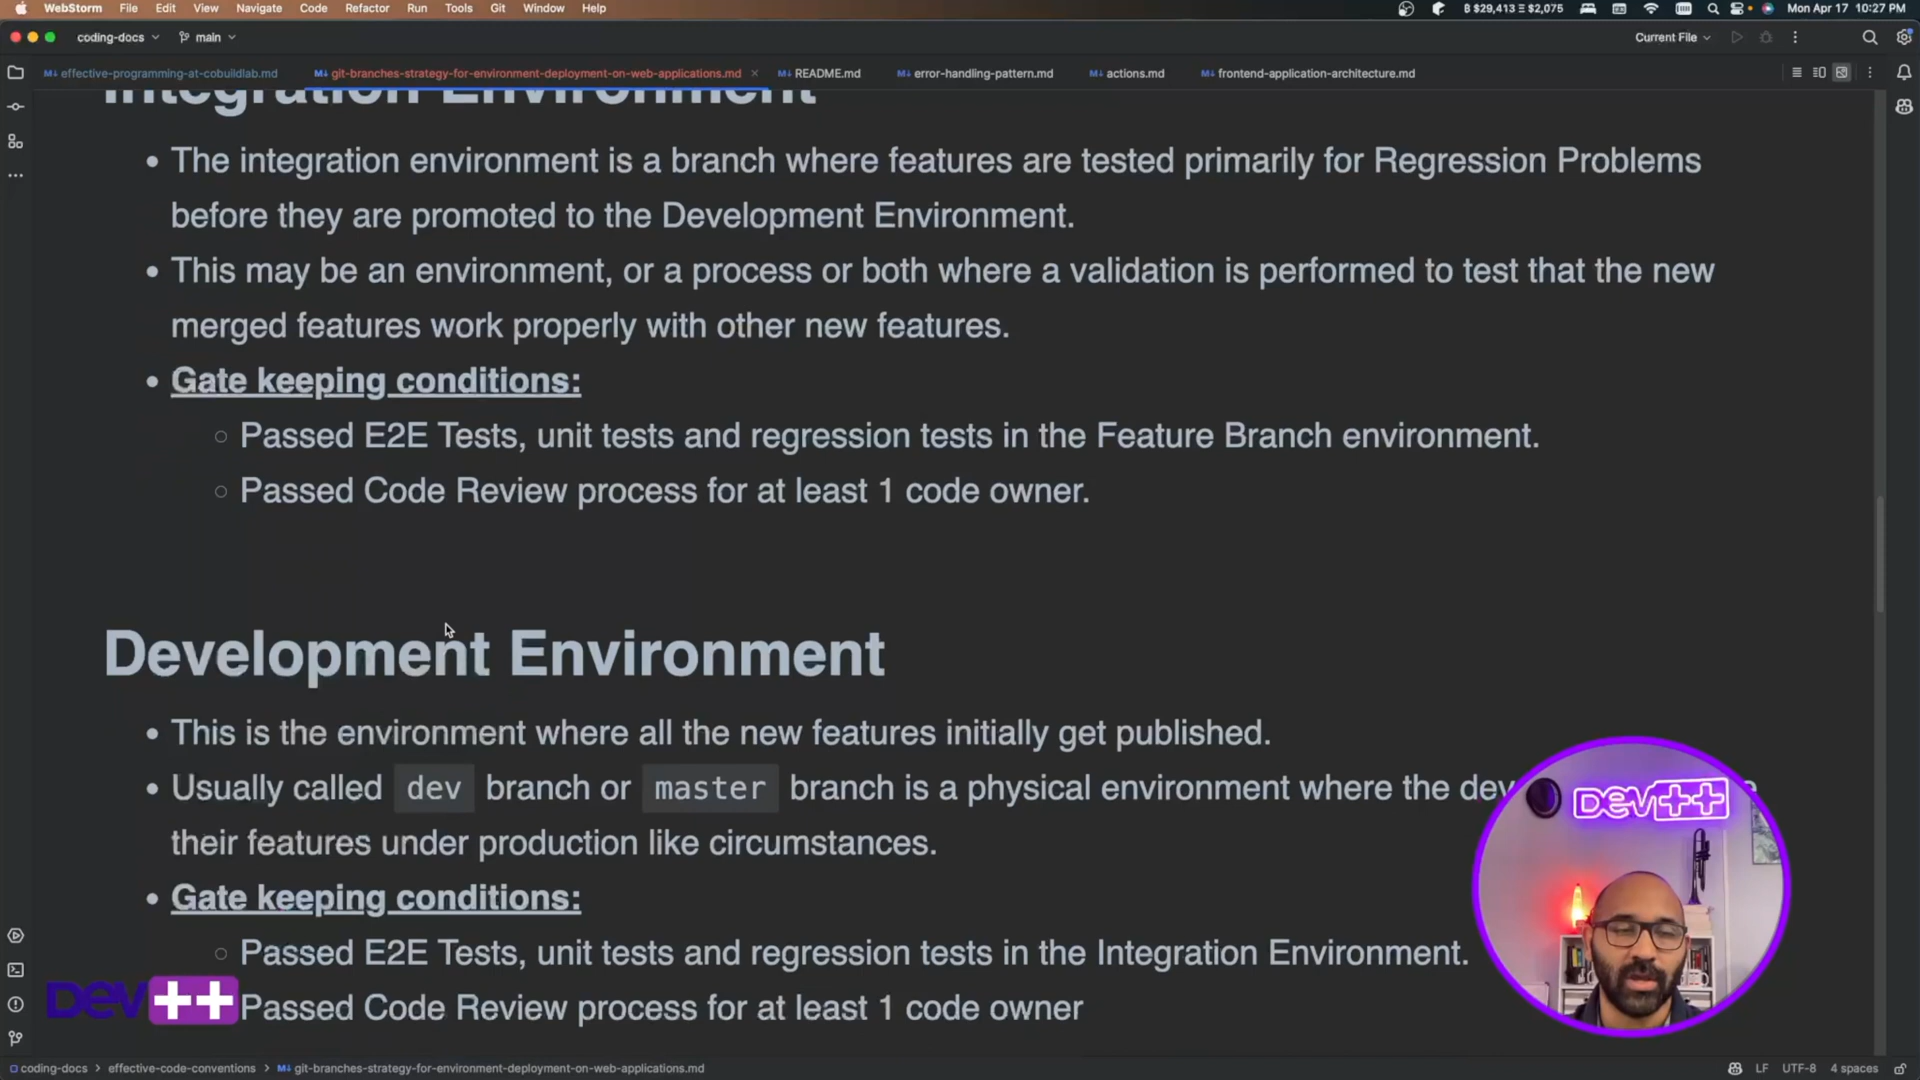 WebStorm File Edit View Navigate Code Refactor Run Tools Git Window Help
$29,413 Ξ $2,075 Mon Apr 17 10:27 PM
coding-docs main Current File
effective-programming-at-cobuildlab.md git-branches-strategy-for-environment-deployment-on-web-applications.md README.md error-handling-pattern.md actions.md frontend-application-architecture.md
Integration Environment
• The integration environment is a branch where features are tested primarily for Regression Problems
before they are promoted to the Development Environment.
• This may be an environment, or a process or both where a validation is performed to test that the new
merged features work properly with other new features.
• Gate keeping conditions:
○ Passed E2E Tests, unit tests and regression tests in the Feature Branch environment.
○ Passed Code Review process for at least 1 code owner.
Development Environment
• This is the environment where all the new features initially get published.
• Usually called dev branch or master branch is a physical environment where the dev
their features under production like circumstances.
• Gate keeping conditions:
○ Passed E2E Tests, unit tests and regression tests in the Integration Environment.
Passed Code Review process for at least 1 code owner
Dev++
Dev++
coding-docs > effective-code-conventions > git-branches-strategy-for-environment-deployment-on-web-applications.md
LF UTF-8 4 spaces